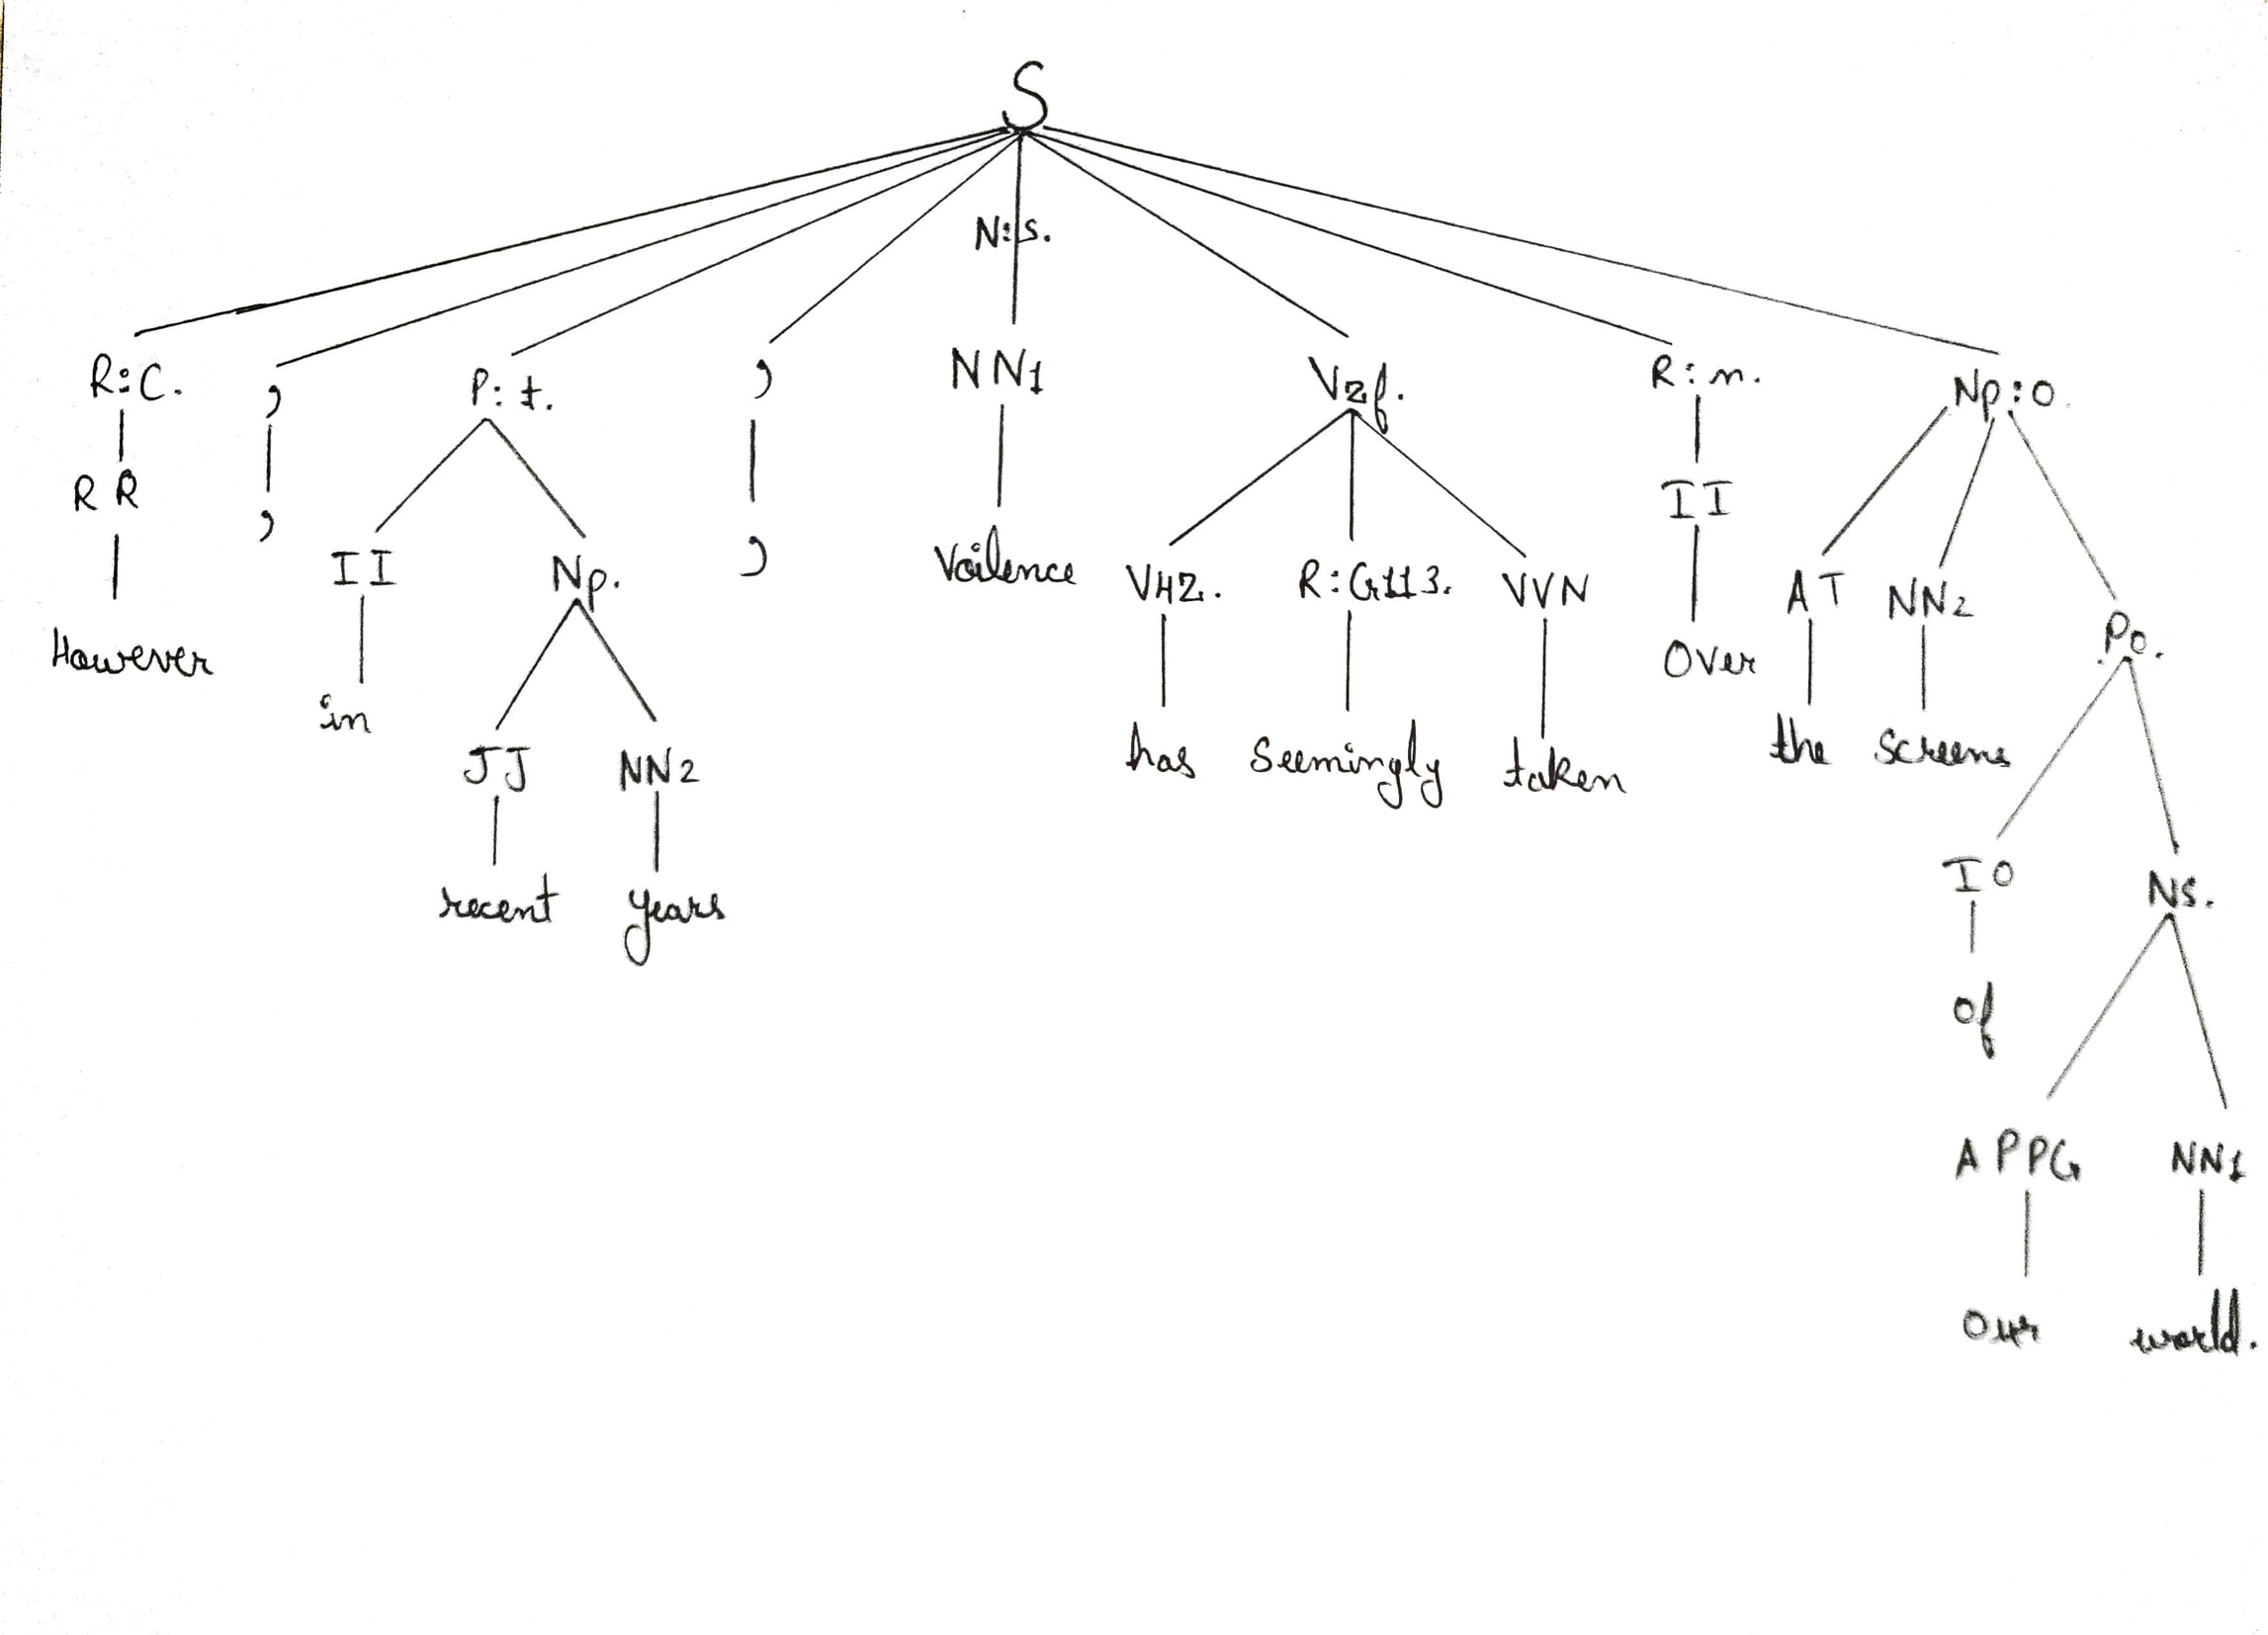 S
N:s.
R:C. , P:t. , NN1 Vzf. R:n. Np:O.
RR , II Np. , Voilence VHZ. R:G113. VVN II AT NN2 Po.
However in JJ NN2 has Seemingly taken Over the Screens
recent years IO Ns.
of
APPG NN1
Our world.